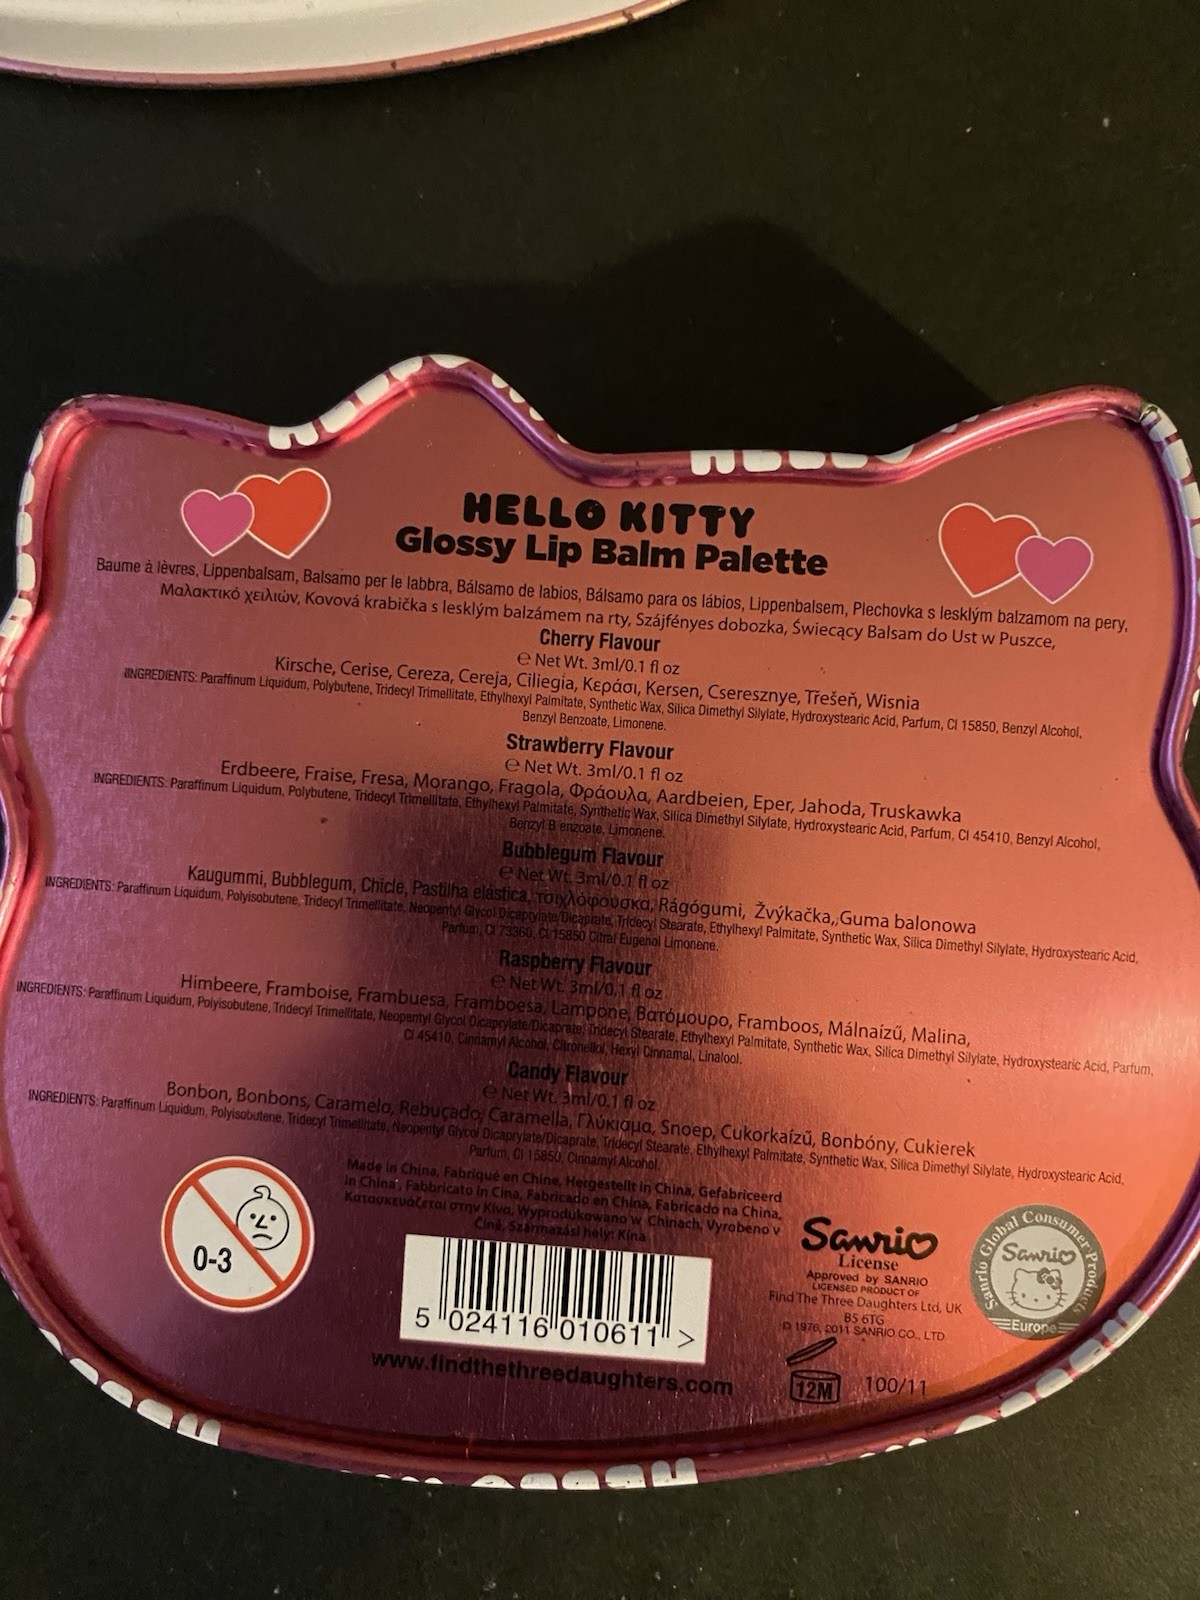 HELLO KITTY
Glossy Lip Balm Palette
Baume à lèvres, Lippenbalsam, Balsamo per le labbra, Bálsamo de labios, Bálsamo para os lábios, Lippenbalsem, Plechovka s lesklým balzamom na pery,
Μαλακτικό χειλιών, Kovová krabička s lesklým balzámem na rty, Szájfényes dobozka, Świecący Balsam do Ust w Puszce,
Cherry Flavour
℮ Net Wt. 3ml/0.1 fl oz
Kirsche, Cerise, Cereza, Cereja, Ciliegia, Κεράσι, Kersen, Cseresznye, Třešeň, Wisnia
IINGREDIENTS: Paraffinum Liquidum, Polybutene, Tridecyl Trimellitate, Ethylhexyl Palmitate, Synthetic Wax, Silica Dimethyl Silylate, Hydroxystearic Acid, Parfum, CI 15850, Benzyl Alcohol,
Benzyl Benzoate, Limonene.
Strawberry Flavour
℮ Net Wt. 3ml/0.1 fl oz
Erdbeere, Fraise, Fresa, Morango, Fragola, Φράουλα, Aardbeien, Eper, Jahoda, Truskawka
INGREDIENTS: Paraffinum Liquidum, Polybutene, Tridecyl Trimellitate, Ethylhexyl Palmitate, Synthetic Wax, Silica Dimethyl Silylate, Hydroxystearic Acid, Parfum, CI 45410, Benzyl Alcohol,
Benzyl B enzoate, Limonene.
Bubblegum Flavour
℮ Net Wt. 3ml/0.1 fl oz
Kaugummi, Bubblegum, Chicle, Pastilha elástica, τσιχλόφουσκα, Rágógumi, Žvýkačka,,Guma balonowa
INGREDIENTS: Paraffinum Liquidum, Polyisobutene, Tridecyl Trimellitate, Neopentyl Glycol Dicaprylate/Dicaprate, Tridecyl Stearate, Ethylhexyl Palmitate, Synthetic Wax, Silica Dimethyl Silylate, Hydroxystearic Acid,
Parfum, CI 73360, CI 15850 Citral Eugenol Limonene.
Raspberry Flavour
℮ Net Wt. 3ml/0.1 fl oz
Himbeere, Framboise, Frambuesa, Framboesa, Lampone, Βατόμουρο, Framboos, Málnaízű, Malina,
INGREDIENTS: Paraffinum Liquidum, Polyisobutene, Tridecyl Trimellitate, Neopentyl Glycol Dicaprylate/Dicaprate, Tridecyl Stearate, Ethylhexyl Palmitate, Synthetic Wax, Silica Dimethyl Silylate, Hydroxystearic Acid, Parfum,
CI 45410, Cinnamyl Alcohol, Citronellol, Hexyl Cinnamal, Linalool.
Candy Flavour
℮ Net Wt. 3ml/0.1 fl oz
Bonbon, Bonbons, Caramelo, Rebuçado, Caramella, Γλύκισμα, Snoep, Cukorkaízű, Bonbóny, Cukierek
INGREDIENTS: Paraffinum Liquidum, Polyisobutene, Tridecyl Trimellitate, Neopentyl Glycol Dicaprylate/Dicaprate, Tridecyl Stearate, Ethylhexyl Palmitate, Synthetic Wax, Silica Dimethyl Silylate, Hydroxystearic Acid,
Parfum, CI 15850, Cinnamyl Alcohol.
Made in China, Fabriqué en Chine, Hergestellt in China, Gefabriceerd
in China, Fabbricato in Cina, Fabricado en China, Fabricado na China,
Κατασκευάζεται στην Κίνα, Wyprodukowano w Chinach, Vyrobeno v
Číně, Származási hely: Kína
0-3
5 024116 010611 >
www.findthethreedaughters.com
Sanrio
License
Approved by SANRIO
LICENSED PRODUCT OF
Find The Three Daughters Ltd, UK
BS 6TG
© 1976, 2011 SANRIO CO., LTD
12M
100/11
Sanrio Global Consumer Products
Sanrio
Europe